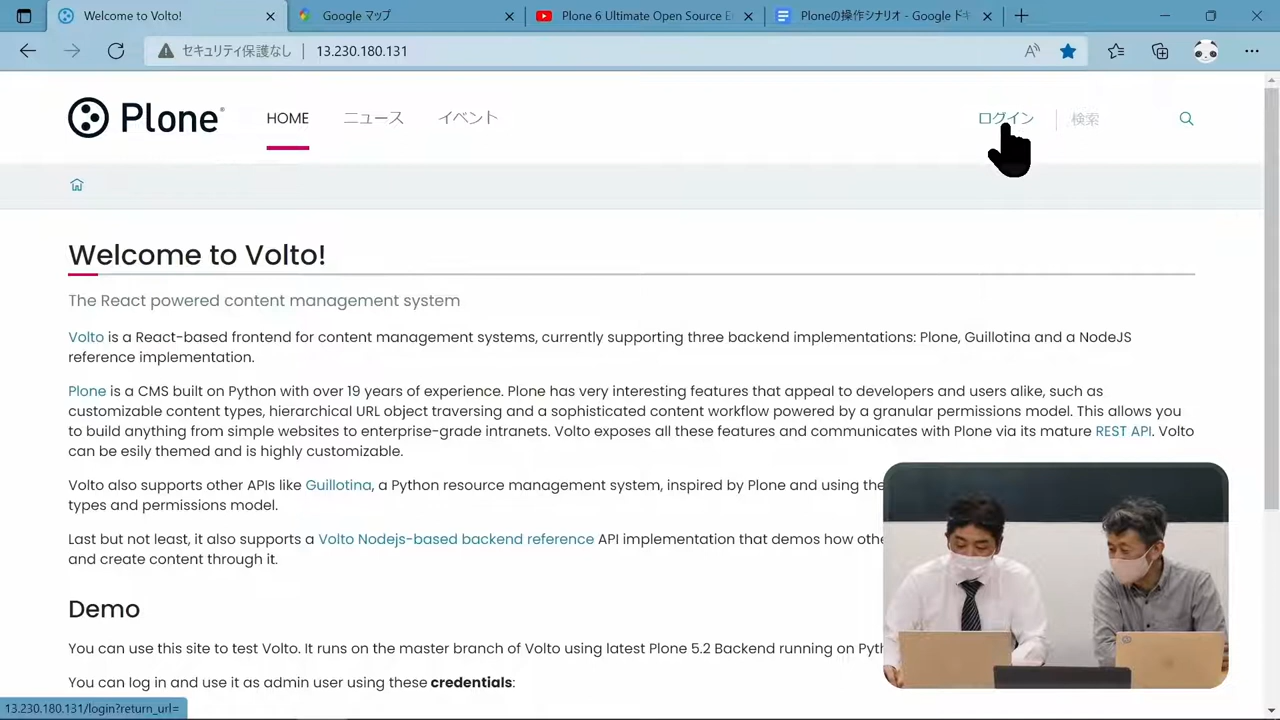 Welcome to Volto!
Google マップ
Plone 6 Ultimate Open Source E
Ploneの操作シナリオ - Google ドキ
セキュリティ保護なし
13.230.180.131
Plone
HOME
ニュース
イベント
ログイン
検索
Welcome to Volto!
The React powered content management system
Volto is a React-based frontend for content management systems, currently supporting three backend implementations: Plone, Guillotina and a NodeJS
reference implementation.
Plone is a CMS built on Python with over 19 years of experience. Plone has very interesting features that appeal to developers and users alike, such as
customizable content types, hierarchical URL object traversing and a sophisticated content workflow powered by a granular permissions model. This allows you
to build anything from simple websites to enterprise-grade intranets. Volto exposes all these features and communicates with Plone via its mature REST API. Volto
can be esily themed and is highly customizable.
Volto also supports other APIs like Guillotina, a Python resource management system, inspired by Plone and using the
types and permissions model.
Last but not least, it also supports a Volto Nodejs-based backend reference API implementation that demos how othe
and create content through it.
Demo
You can use this site to test Volto. It runs on the master branch of Volto using latest Plone 5.2 Backend running on Pyth
You can log in and use it as admin user using these credentials:
13.230.180.131/login?return_url=